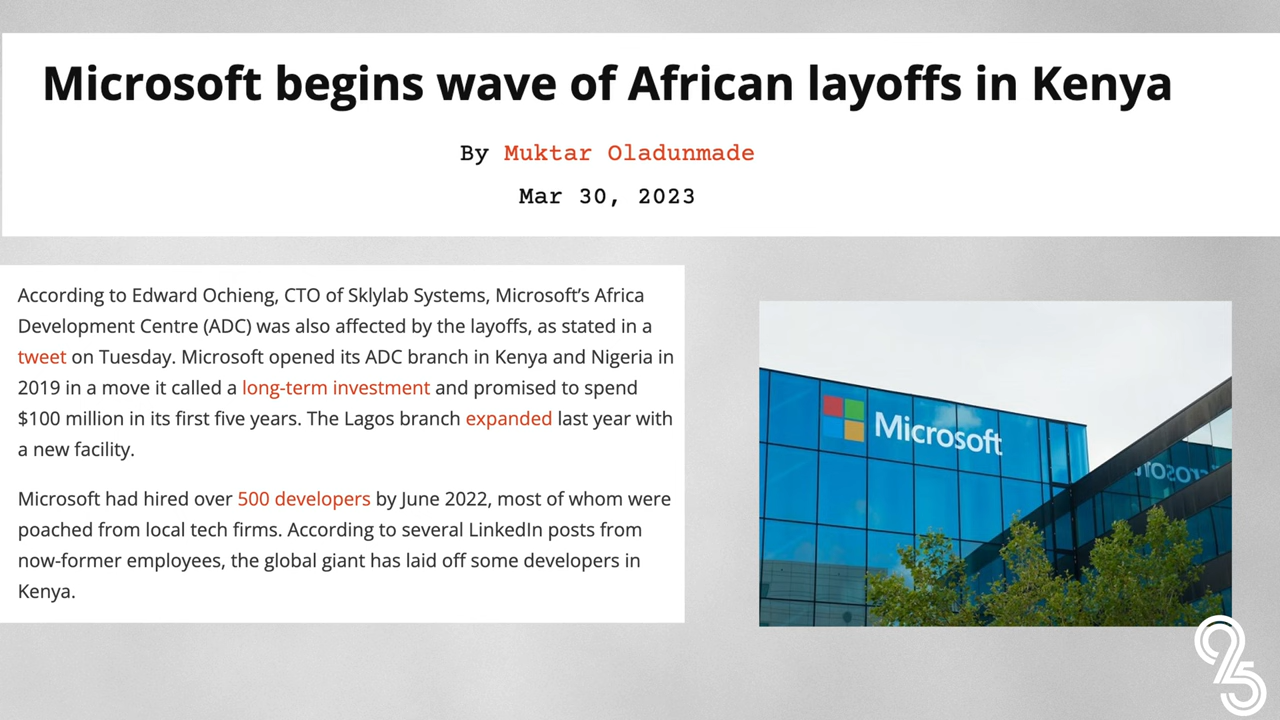 Microsoft begins wave of African layoffs in Kenya
By Muktar Oladunmade
Mar 30, 2023
According to Edward Ochieng, CTO of Sklylab Systems, Microsoft’s Africa
Development Centre (ADC) was also affected by the layoffs, as stated in a
tweet on Tuesday. Microsoft opened its ADC branch in Kenya and Nigeria in
2019 in a move it called a long-term investment and promised to spend
$100 million in its first five years. The Lagos branch expanded last year with
a new facility.
Microsoft had hired over 500 developers by June 2022, most of whom were
poached from local tech firms. According to several LinkedIn posts from
now-former employees, the global giant has laid off some developers in
Kenya.
Microsoft
95